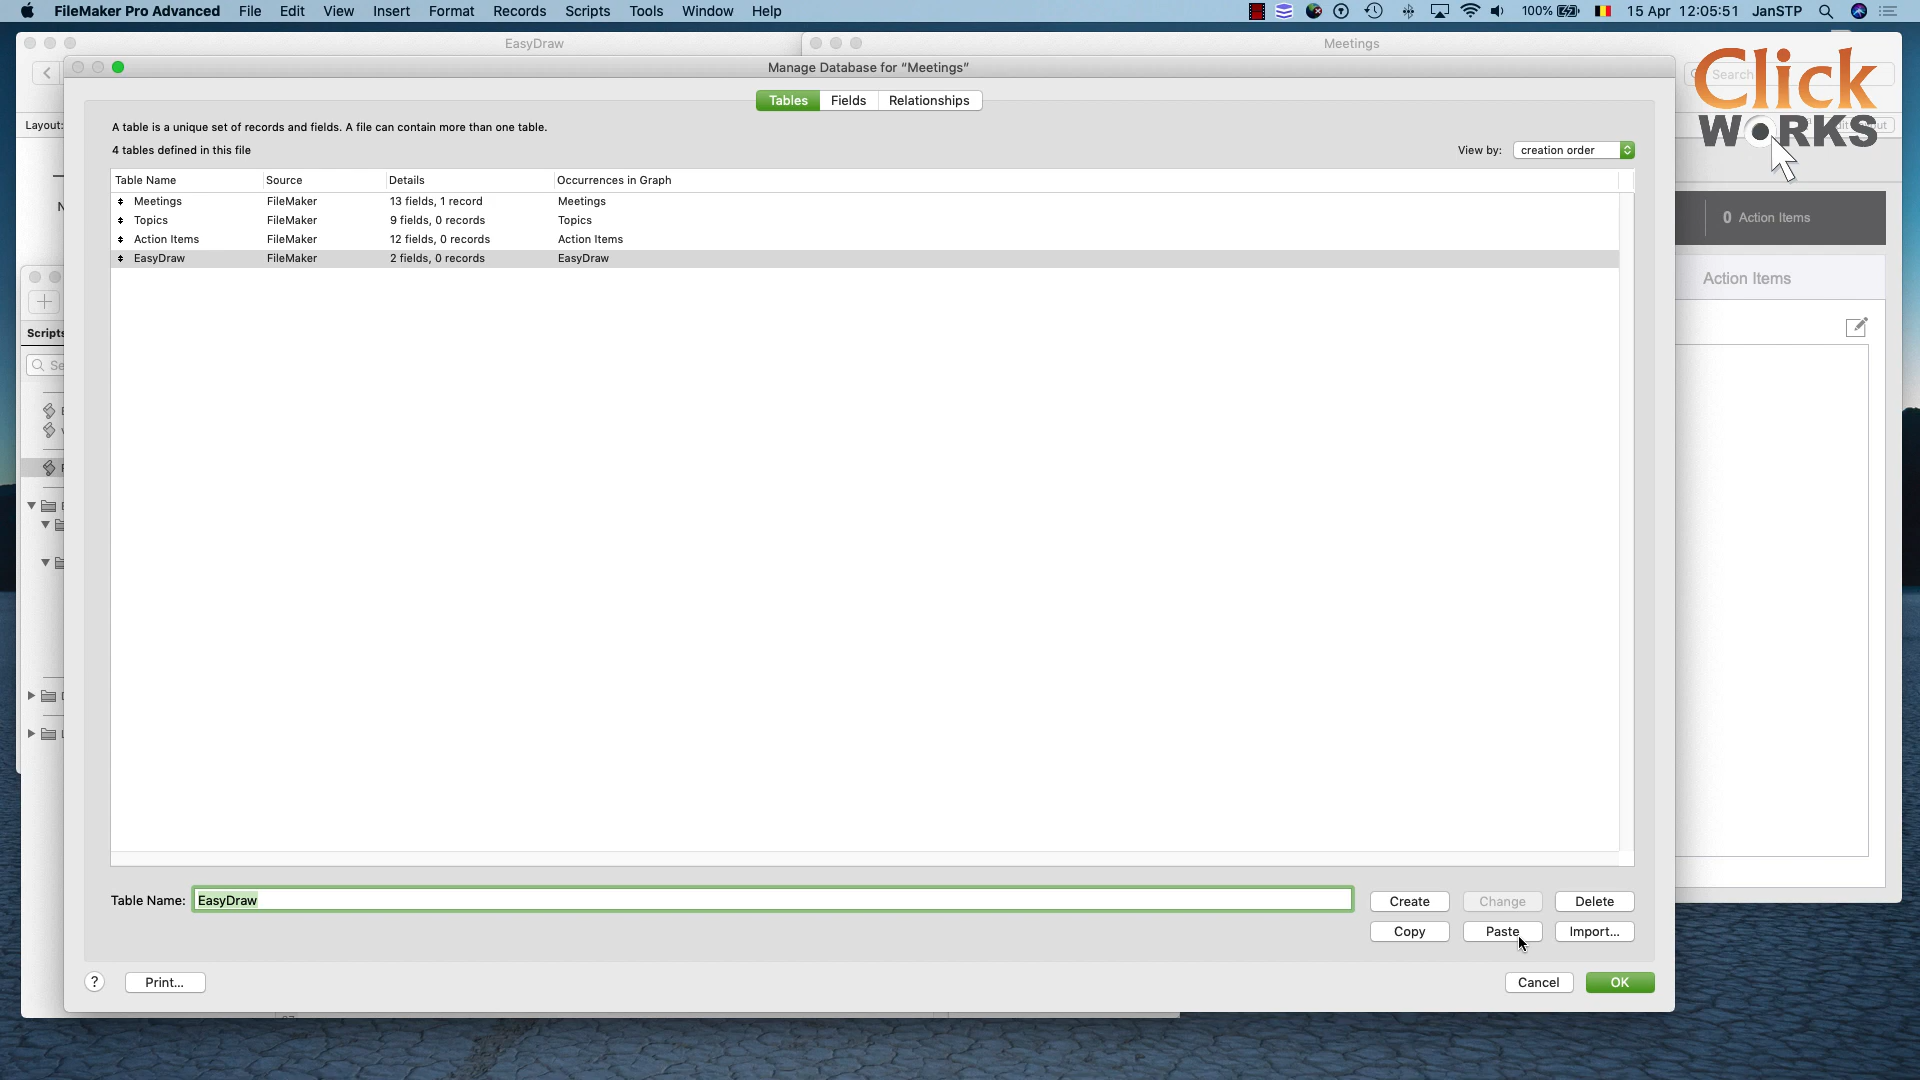 FileMaker Pro Advanced File Edit View Insert Format Records Scripts Tools Window Help 100% 15 Apr 12:05:51 JanSTP
EasyDraw Meetings
Manage Database for “Meetings”
Click
WORKS
Search
Tables Fields Relationships
Layout:
A table is a unique set of records and fields. A file can contain more than one table.
4 tables defined in this file
View by: creation order
Table Name Source Details Occurrences in Graph
Meetings FileMaker 13 fields, 1 record Meetings
Topics FileMaker 9 fields, 0 records Topics
Action Items FileMaker 12 fields, 0 records Action Items
EasyDraw FileMaker 2 fields, 0 records EasyDraw
0 Action Items
Action Items
Scripts
Table Name: EasyDraw
Create Change Delete
Copy Paste Import...
? Print... Cancel OK